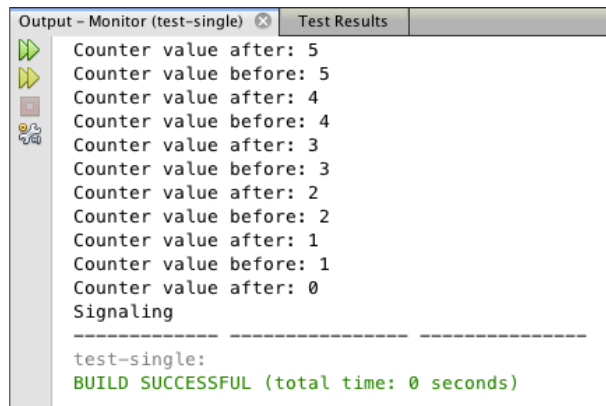 Output - Monitor (test-single) Test Results
Counter value after: 5
Counter value before: 5
Counter value after: 4
Counter value before: 4
Counter value after: 3
Counter value before: 3
Counter value after: 2
Counter value before: 2
Counter value after: 1
Counter value before: 1
Counter value after: 0
Signaling
------------- ---------------- ---------------
test-single:
BUILD SUCCESSFUL (total time: 0 seconds)